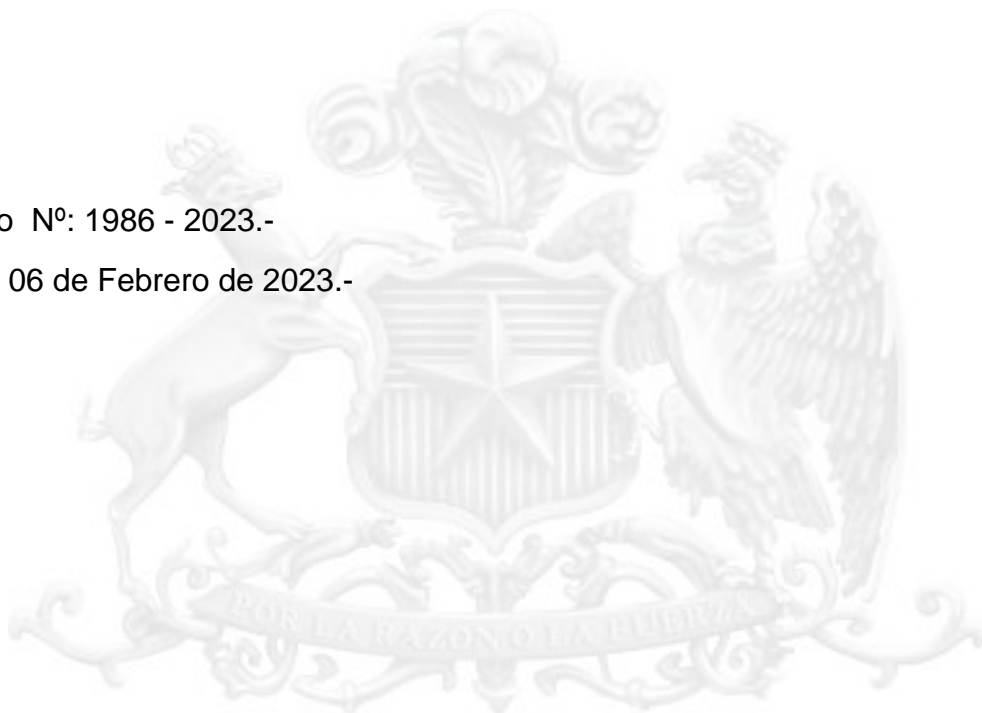 o Nº: 1986 - 2023.-
06 de Febrero de 2023.-
POR LA RAZON O LA FUERZA